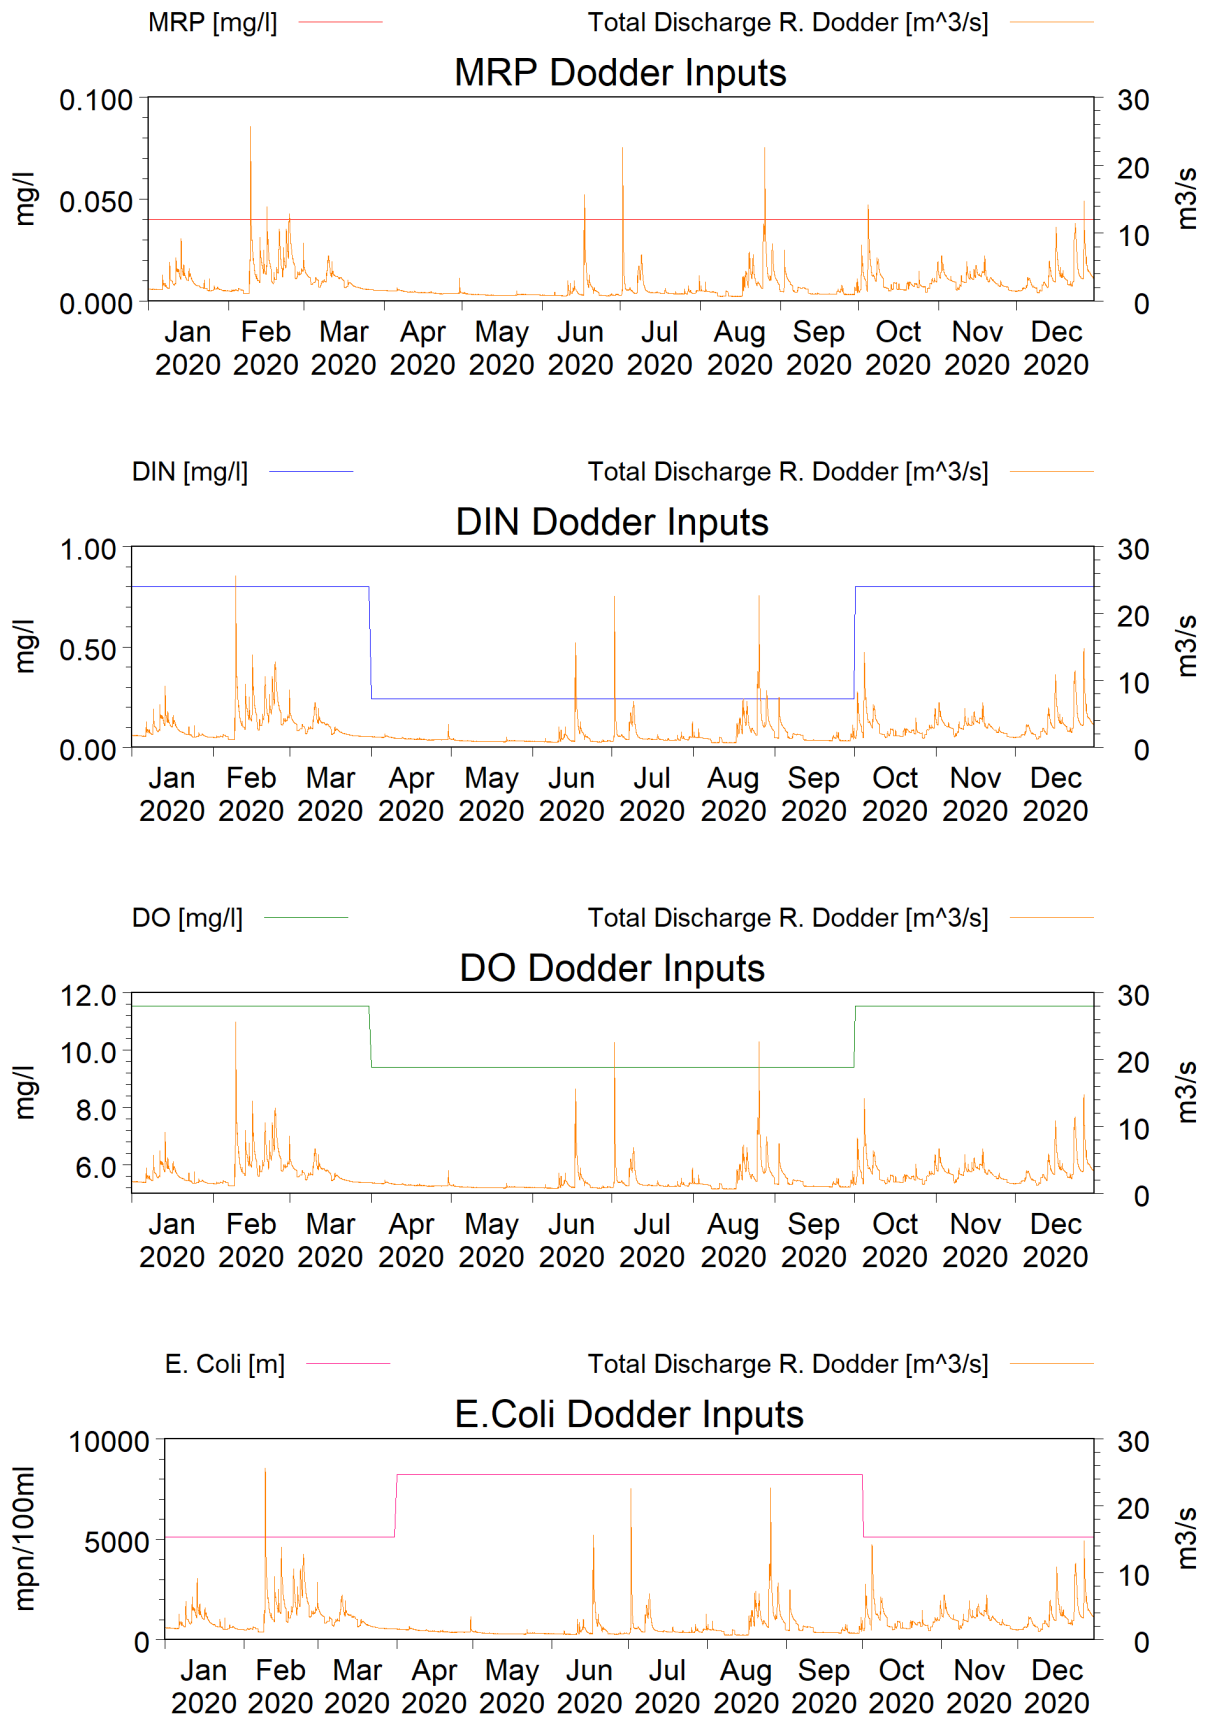 MRP [mg/l] Total Discharge R. Dodder [m^3/s]
MRP Dodder Inputs
0.100 30
20
mg/l 0.050 m3/s
10
0.000 0
Jan Feb Mar Apr May Jun Jul Aug Sep Oct Nov Dec
2020 2020 2020 2020 2020 2020 2020 2020 2020 2020 2020 2020
DIN [mg/l] Total Discharge R. Dodder [m^3/s]
DIN Dodder Inputs
1.00 30
20
mg/l 0.50 m3/s
10
0.00 0
Jan Feb Mar Apr May Jun Jul Aug Sep Oct Nov Dec
2020 2020 2020 2020 2020 2020 2020 2020 2020 2020 2020 2020
DO [mg/l] Total Discharge R. Dodder [m^3/s]
DO Dodder Inputs
12.0 30
10.0 20
mg/l m3/s
8.0 10
6.0
0
Jan Feb Mar Apr May Jun Jul Aug Sep Oct Nov Dec
2020 2020 2020 2020 2020 2020 2020 2020 2020 2020 2020 2020
E. Coli [m] Total Discharge R. Dodder [m^3/s]
E.Coli Dodder Inputs
10000 30
20
mpn/100ml 5000 m3/s
10
0 0
Jan Feb Mar Apr May Jun Jul Aug Sep Oct Nov Dec
2020 2020 2020 2020 2020 2020 2020 2020 2020 2020 2020 2020